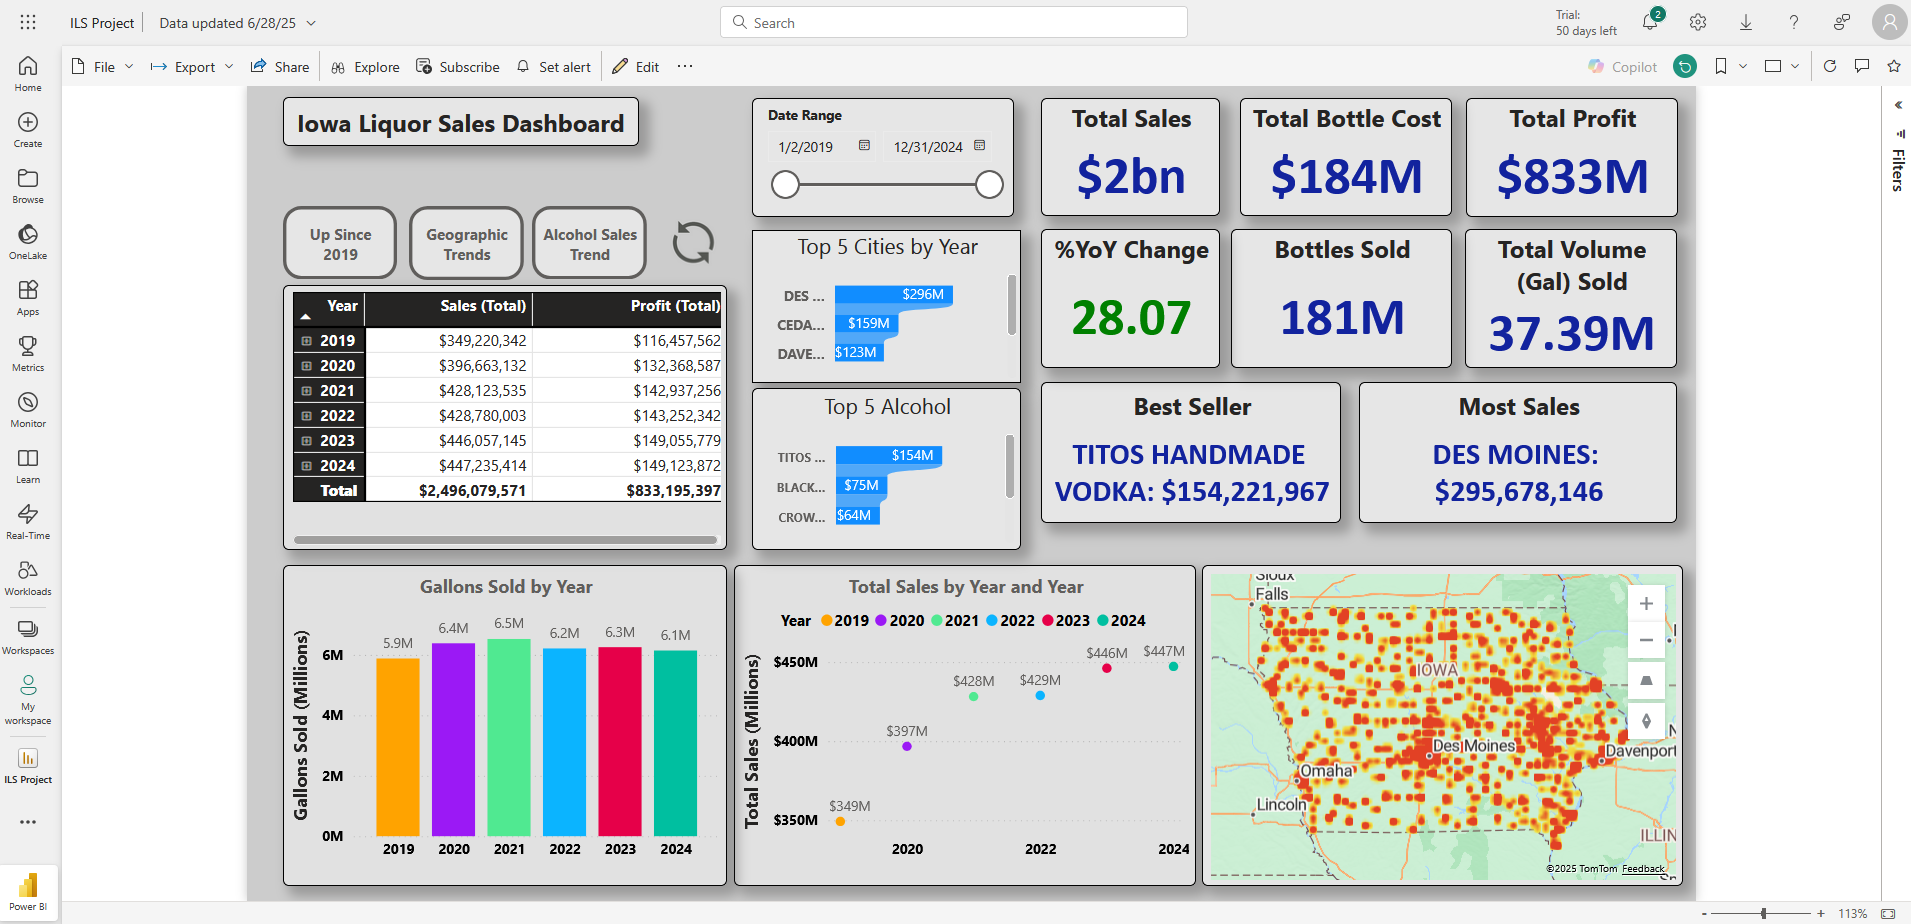 ILS Project
Data updated 6/28/25
Search
Trial:
50 days left
2
File
Export
Share
Explore
Subscribe
Set alert
Edit
Copilot
Home
Create
Browse
OneLake
Apps
Metrics
Monitor
Learn
Real-Time
Workloads
Workspaces
My
workspace
ILS Project
Power BI
Filters
Iowa Liquor Sales Dashboard
Up Since
2019
Geographic
Trends
Alcohol Sales
Trend
Date Range
1/2/2019
12/31/2024
Total Sales
$2bn
Total Bottle Cost
$184M
Total Profit
$833M
%YoY Change
28.07
Bottles Sold
181M
Total Volume
(Gal) Sold
37.39M
Best Seller
TITOS HANDMADE
VODKA: $154,221,967
Most Sales
DES MOINES:
$295,678,146
Year Sales (Total) Profit (Total)
2019 $349,220,342 $116,457,562
2020 $396,663,132 $132,368,587
2021 $428,123,535 $142,937,256
2022 $428,780,003 $143,252,342
2023 $446,057,145 $149,055,779
2024 $447,235,414 $149,123,872
Total $2,496,079,571 $833,195,397
Top 5 Cities by Year
DES ... $296M
CEDA... $159M
DAVE... $123M
Top 5 Alcohol
TITOS ... $154M
BLACK... $75M
CROW... $64M
Gallons Sold by Year
Gallons Sold (Millions)
6M
4M
2M
0M
5.9M
6.4M
6.5M
6.2M
6.3M
6.1M
2019 2020 2021 2022 2023 2024
Total Sales by Year and Year
Year 2019 2020 2021 2022 2023 2024
Total Sales (Millions)
$450M
$400M
$350M
$349M
$397M
$428M
$429M
$446M
$447M
2020 2022 2024
Sioux
Falls
IOWA
Des Moines
Davenport
Omaha
Lincoln
ILLIN
©2025 TomTom Feedback
113%